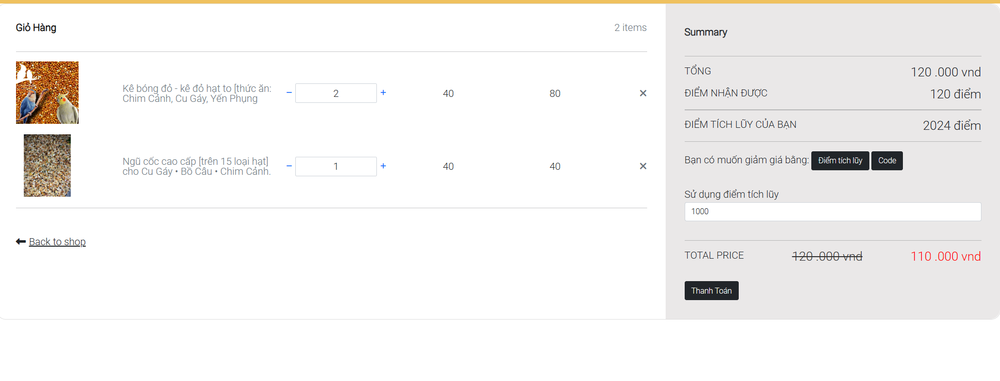 Giỏ Hàng
2 items
Kê bóng đỏ - kê đỏ hạt to [thức ăn:
Chim Cảnh, Cu Gáy, Yến Phụng
− 2 + 40 80 ×
Ngũ cốc cao cấp [trên 15 loại hạt]
cho Cu Gáy • Bồ Câu • Chim Cảnh.
− 1 + 40 40 ×
Back to shop
Summary
TỔNG 120 .000 vnd
ĐIỂM NHẬN ĐƯỢC 120 điểm
ĐIỂM TÍCH LŨY CỦA BẠN 2024 điểm
Bạn có muốn giảm giá bằng: Điểm tích lũy Code
Sử dụng điểm tích lũy
1000
TOTAL PRICE 120 .000 vnd 110 .000 vnd
Thanh Toán